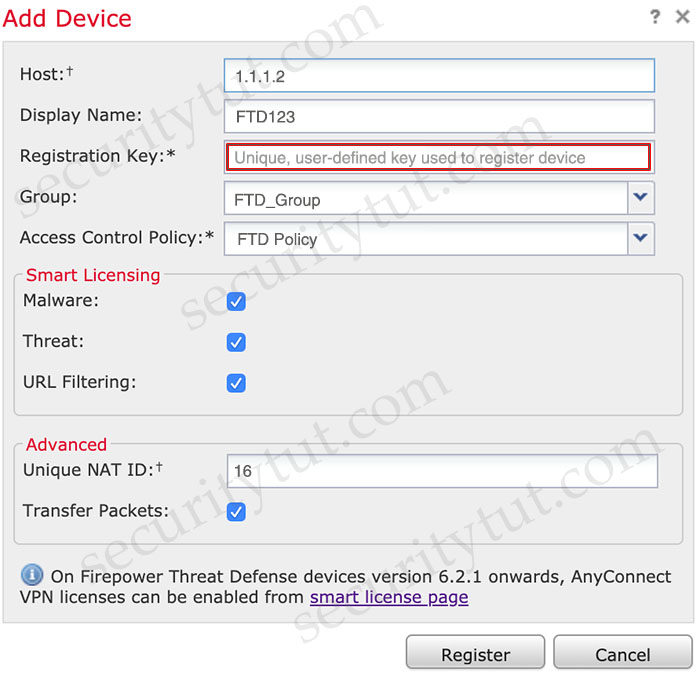 Add Device
? ×
Host:†
1.1.1.2
Display Name:
FTD123
Registration Key:*
Unique, user-defined key used to register device
Group:
FTD_Group
Access Control Policy:*
FTD Policy
Smart Licensing
Malware:
Threat:
URL Filtering:
Advanced
Unique NAT ID:†
16
Transfer Packets:
i On Firepower Threat Defense devices version 6.2.1 onwards, AnyConnect
VPN licenses can be enabled from smart license page
Register
Cancel
securitytut.com
securitytut.com
securitytut.com
securitytut.com